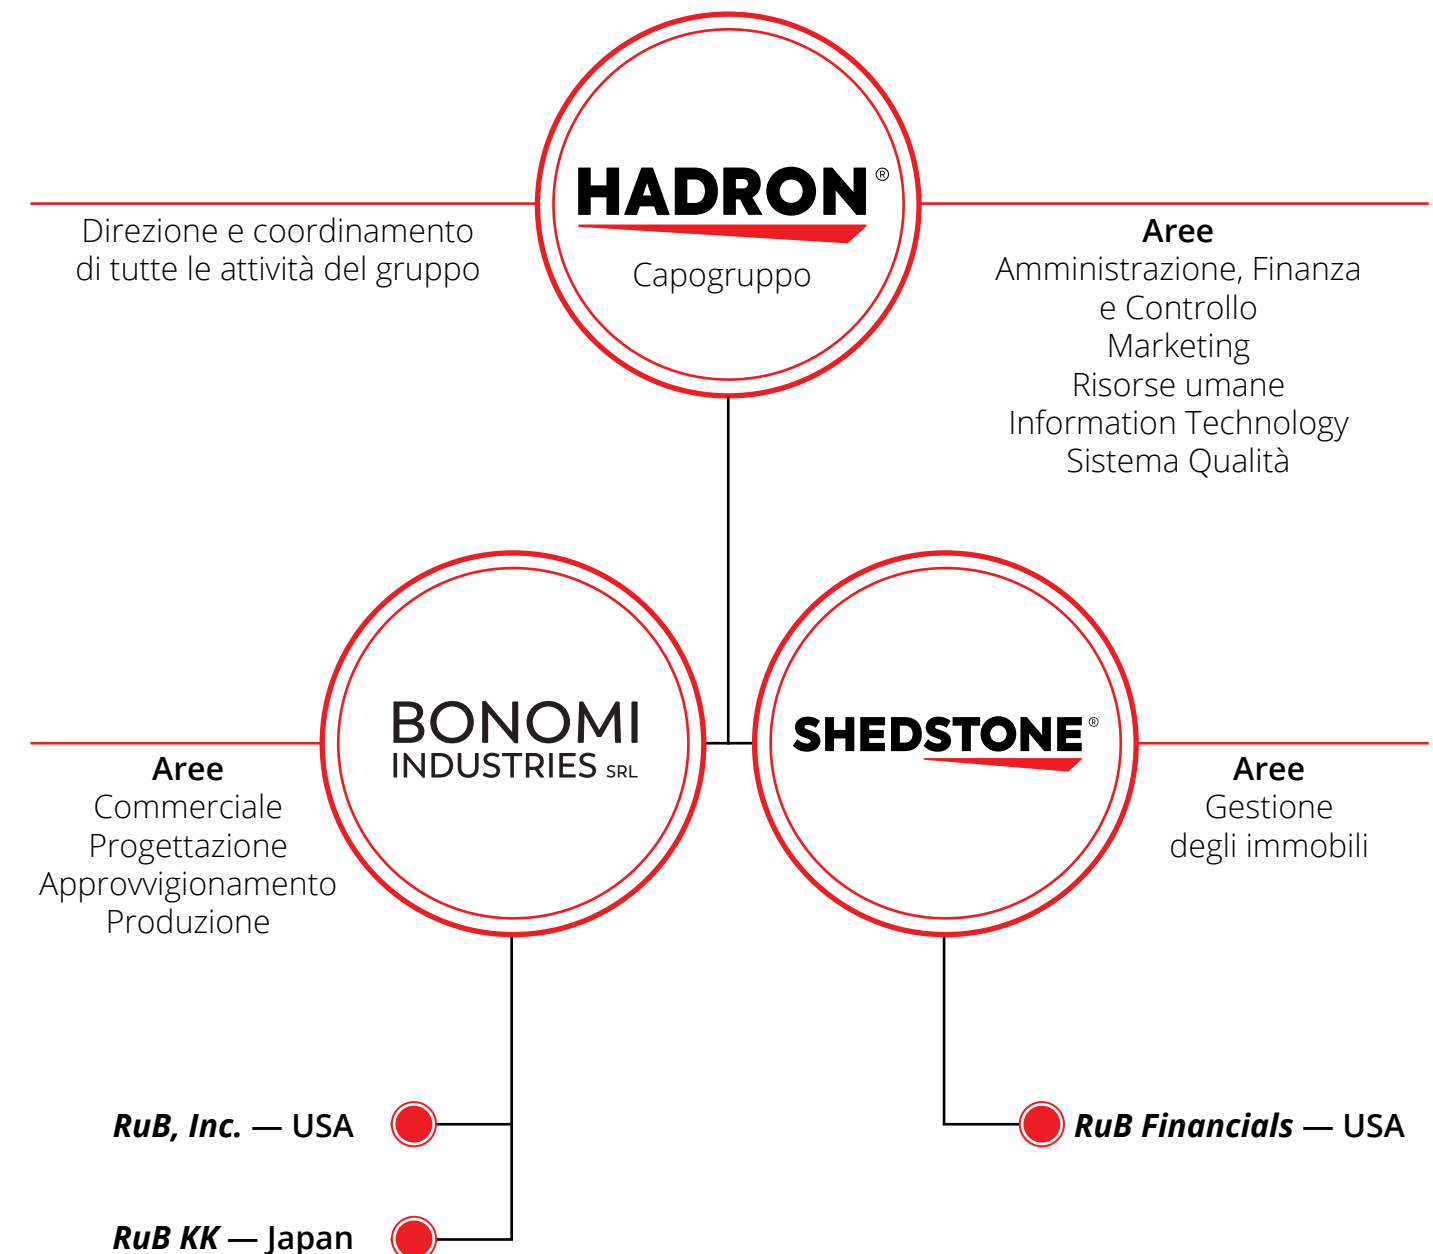 HADRON®
Capogruppo
Direzione e coordinamento
di tutte le attività del gruppo
Aree
Amministrazione, Finanza
e Controllo
Marketing
Risorse umane
Information Technology
Sistema Qualità
BONOMI
INDUSTRIES SRL
Aree
Commerciale
Progettazione
Approvvigionamento
Produzione
SHEDSTONE®
Aree
Gestione
degli immobili
RuB, Inc. — USA
RuB KK — Japan
RuB Financials — USA